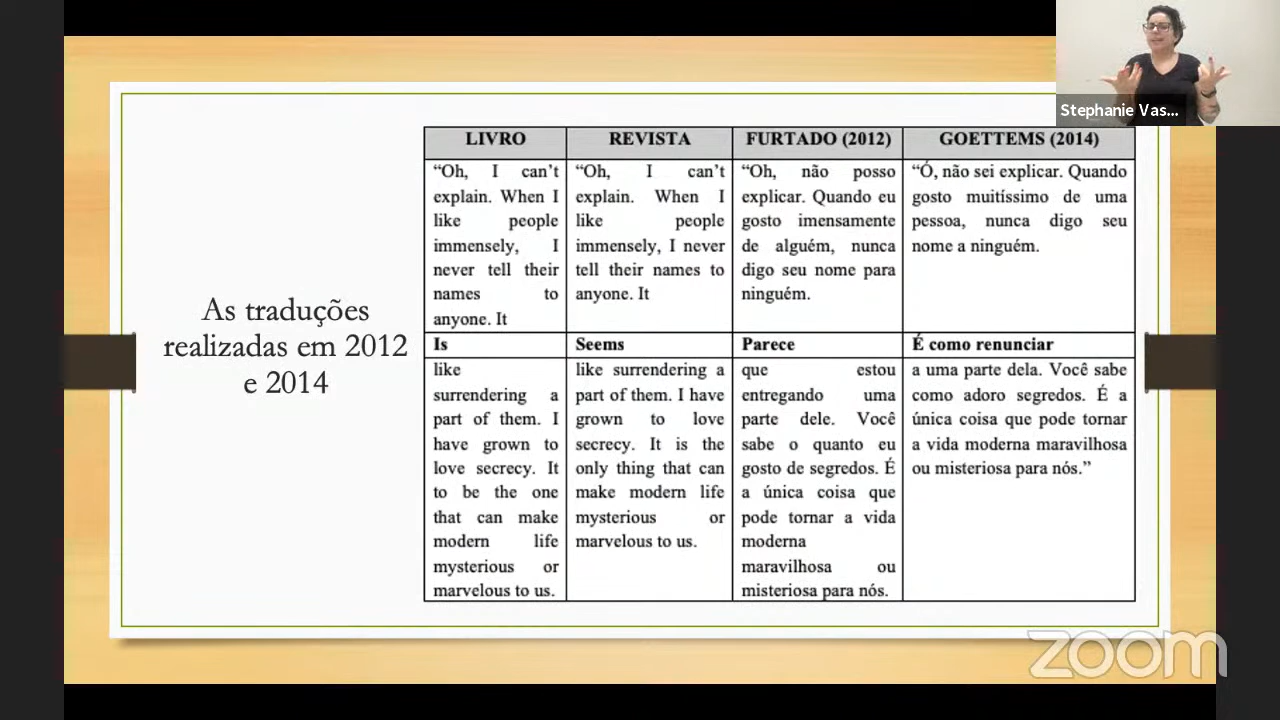 Stephanie Vas...
As traduções
realizadas em 2012
e 2014
LIVRO
REVISTA
FURTADO (2012)
GOETTEMS (2014)
“Oh, I can’t
explain. When I
like people
immensely, I
never tell their
names to
anyone. It
“Oh, I can’t
explain. When I
like people
immensely, I never
tell their names to
anyone. It
“Oh, não posso
explicar. Quando eu
gosto imensamente
de alguém, nunca
digo seu nome para
ninguém.
“Ó, não sei explicar. Quando
gosto muitíssimo de uma
pessoa, nunca digo seu
nome a ninguém.
Is
Seems
Parece
É como renunciar
like
surrendering a
part of them. I
have grown to
love secrecy. It
to be the one
that can make
modern life
mysterious or
marvelous to us.
like surrendering a
part of them. I have
grown to love
secrecy. It is the
only thing that can
make modern life
mysterious or
marvelous to us.
que estou
entregando uma
parte dele. Você
sabe o quanto eu
gosto de segredos. É
a única coisa que
pode tornar a vida
moderna
maravilhosa ou
misteriosa para nós.
a uma parte dela. Você sabe
como adoro segredos. É a
única coisa que pode tornar
a vida moderna maravilhosa
ou misteriosa para nós.”
zoom